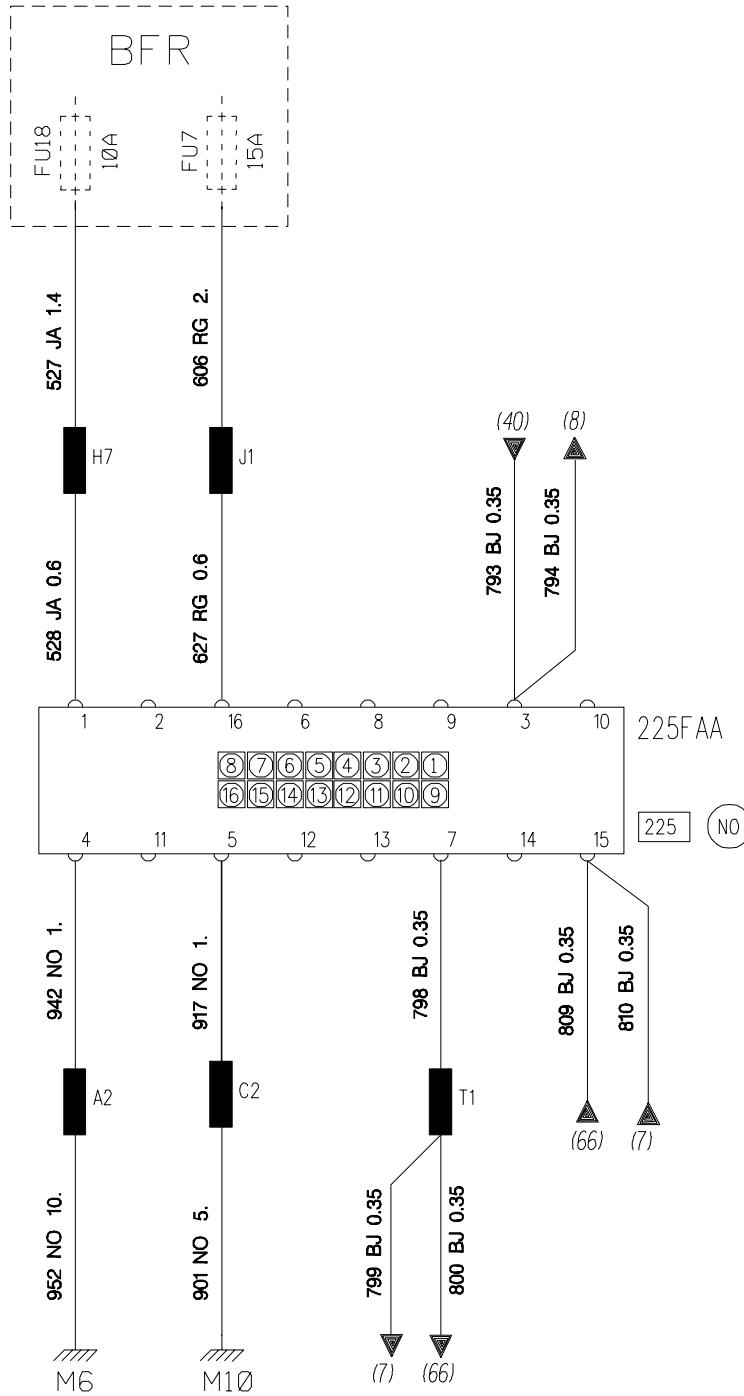 BFR
FU18
10A
FU7
15A
527 JA 1.4
606 RG 2.
H7
J1
(40)
(8)
528 JA 0.6
627 RG 0.6
793 BJ 0.35
794 BJ 0.35
1 2 16 6 8 9 3 10
225FAA
8 7 6 5 4 3 2 1
16 15 14 13 12 11 10 9
225
NO
4 11 5 12 13 7 14 15
942 NO 1.
917 NO 1.
798 BJ 0.35
809 BJ 0.35
810 BJ 0.35
A2
C2
T1
(66)
(7)
952 NO 10.
901 NO 5.
799 BJ 0.35
800 BJ 0.35
M6
M10
(7)
(66)